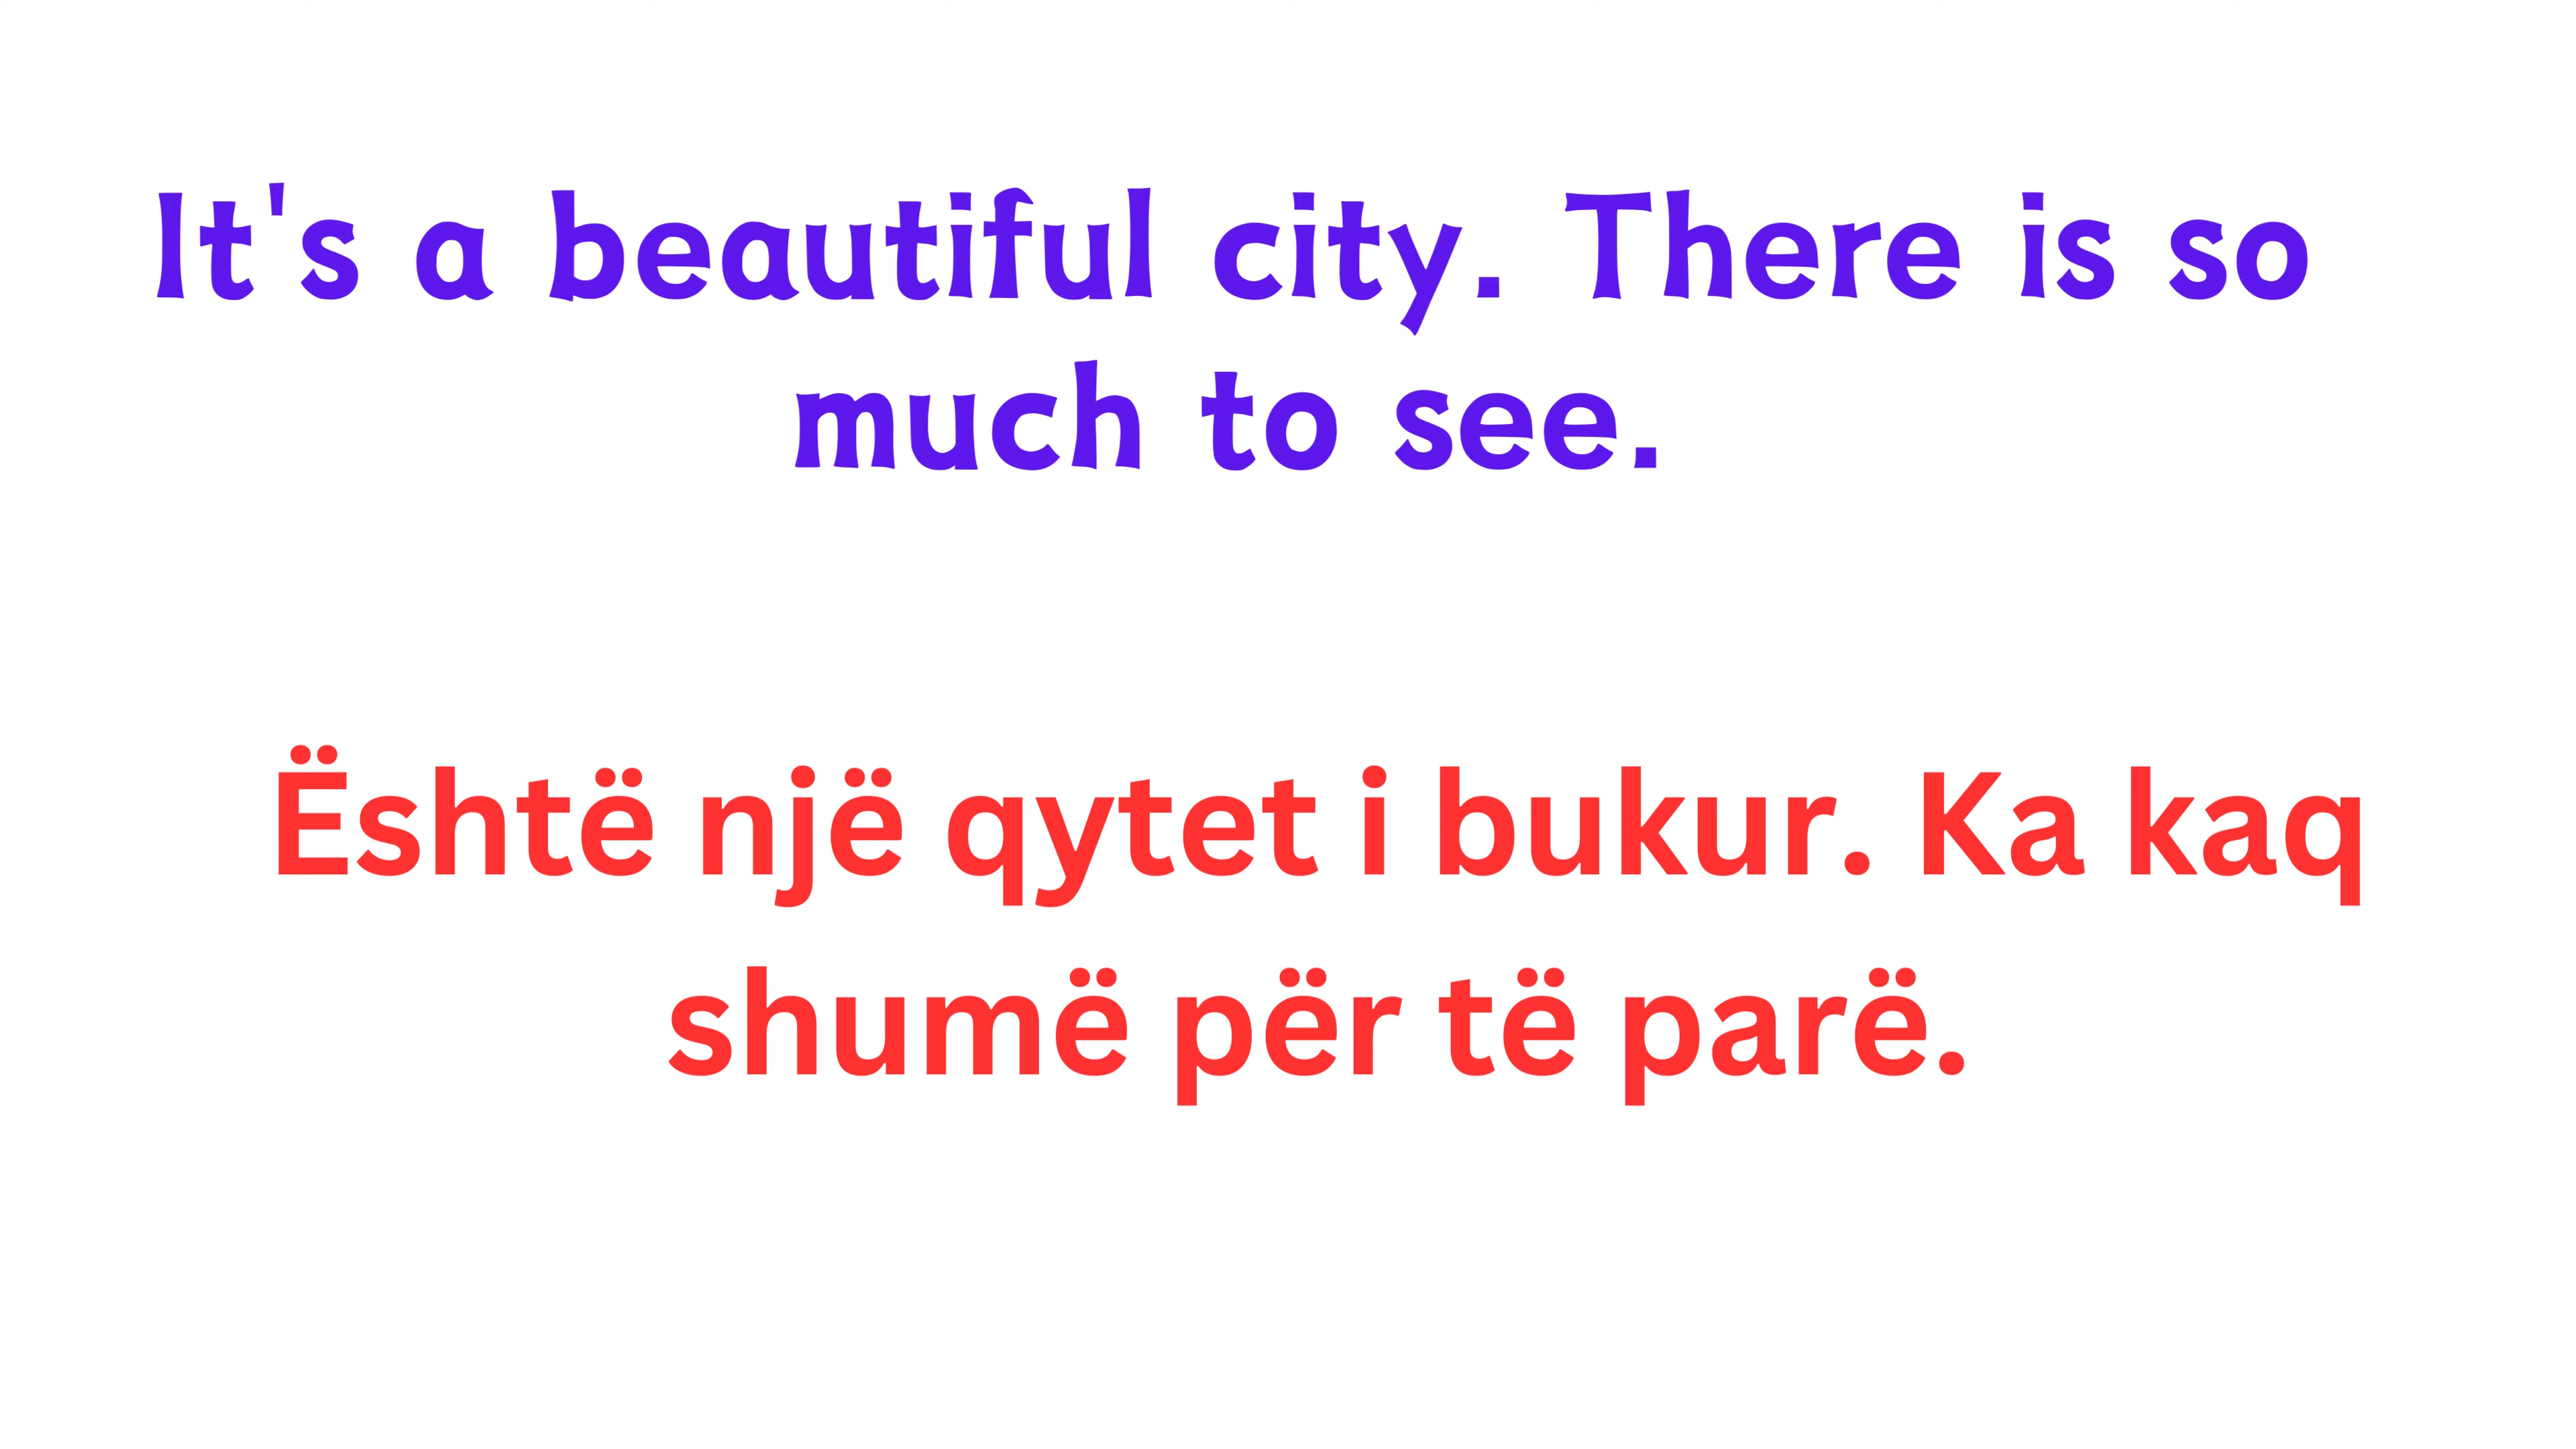 It's a beautiful city. There is so
much to see.
Është një qytet i bukur. Ka kaq
shumë për të parë.